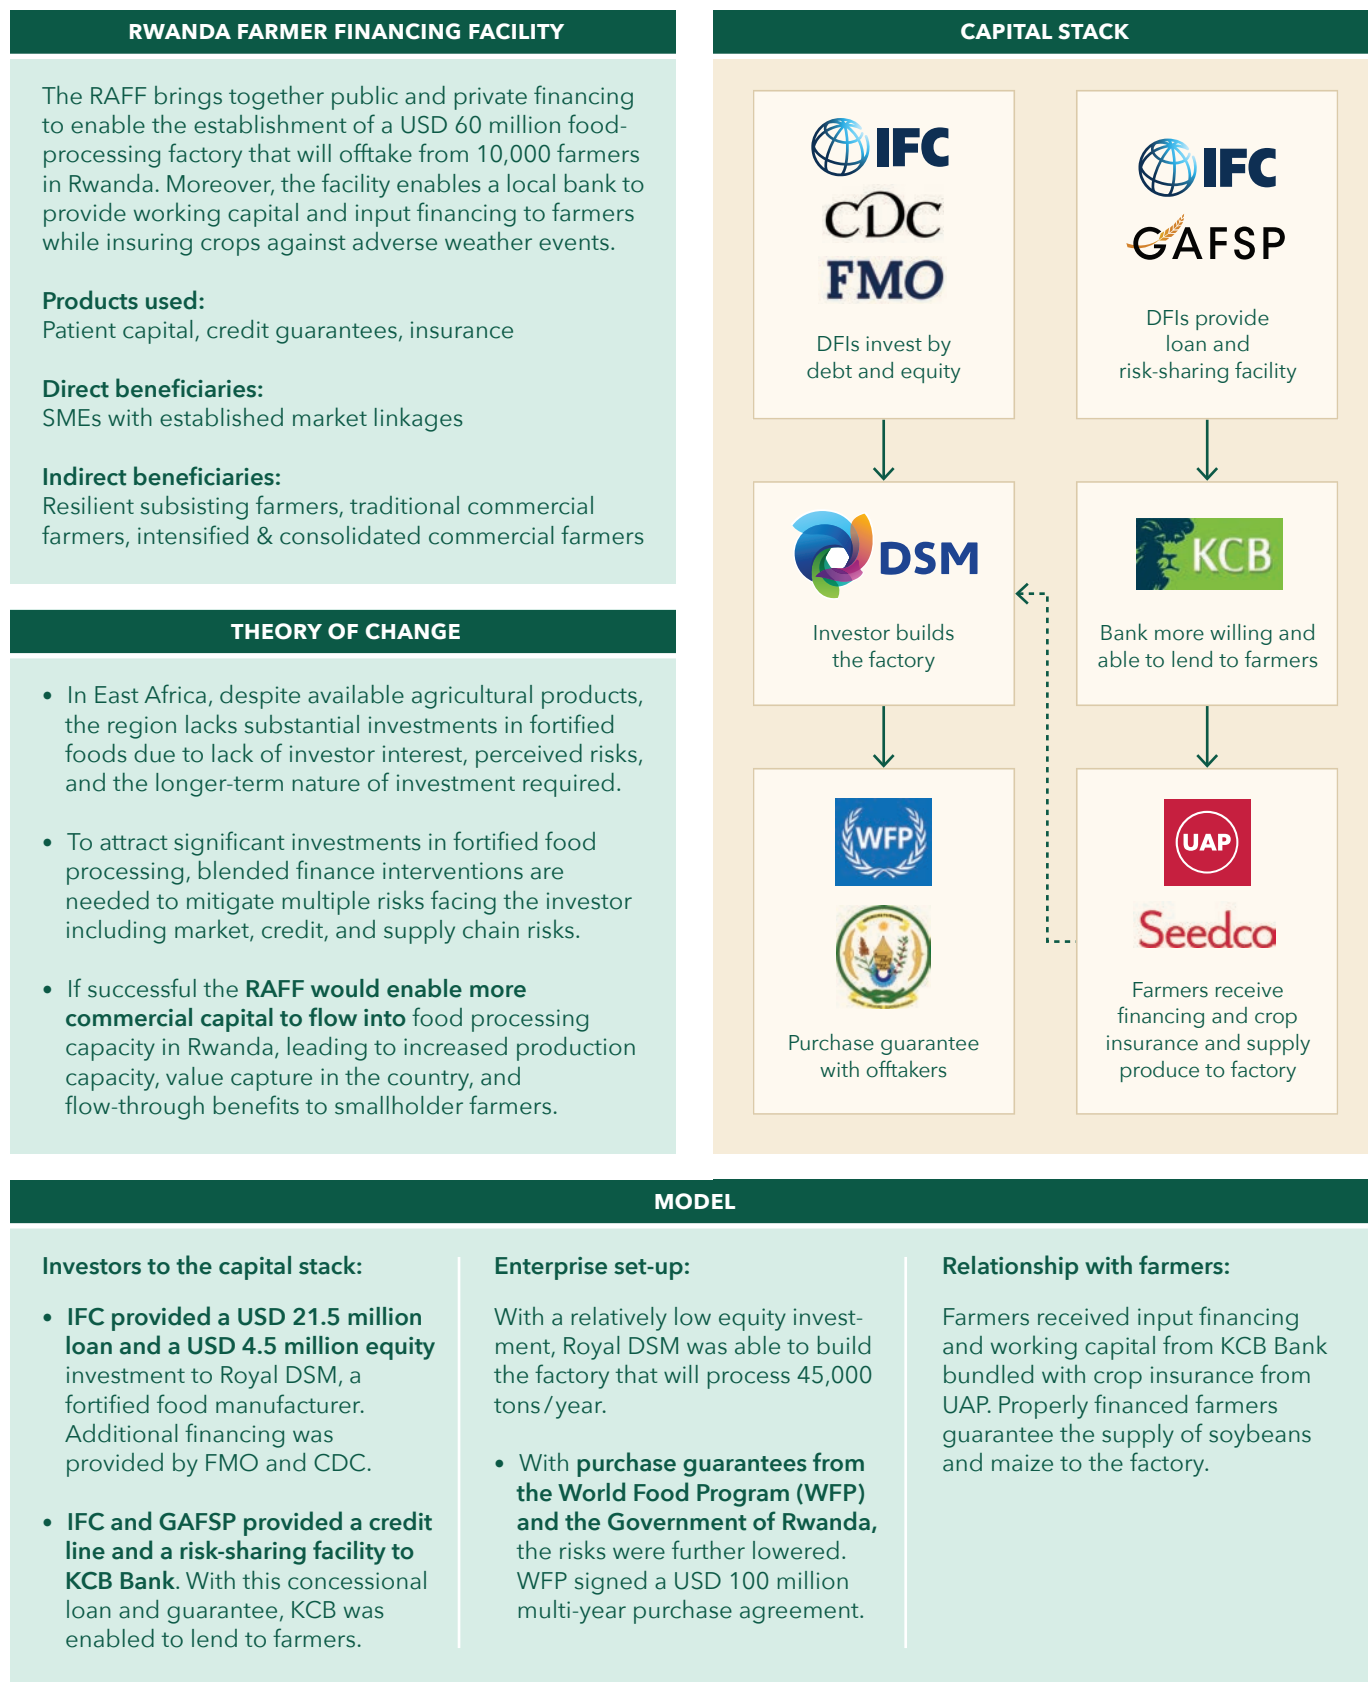 RWANDA FARMER FINANCING FACILITY
The RAFF brings together public and private financing
to enable the establishment of a USD 60 million food-
processing factory that will offtake from 10,000 farmers
in Rwanda. Moreover, the facility enables a local bank to
provide working capital and input financing to farmers
while insuring crops against adverse weather events.
Products used:
Patient capital, credit guarantees, insurance
Direct beneficiaries:
SMEs with established market linkages
Indirect beneficiaries:
Resilient subsisting farmers, traditional commercial
farmers, intensified & consolidated commercial farmers
THEORY OF CHANGE
• In East Africa, despite available agricultural products,
the region lacks substantial investments in fortified
foods due to lack of investor interest, perceived risks,
and the longer-term nature of investment required.
• To attract significant investments in fortified food
processing, blended finance interventions are
needed to mitigate multiple risks facing the investor
including market, credit, and supply chain risks.
• If successful the RAFF would enable more
commercial capital to flow into food processing
capacity in Rwanda, leading to increased production
capacity, value capture in the country, and
flow-through benefits to smallholder farmers.
CAPITAL STACK
IFC
CDC
FMO
DFIs invest by
debt and equity
IFC
GAFSP
DFIs provide
loan and
risk-sharing facility
DSM
Investor builds
the factory
KCB
Bank more willing and
able to lend to farmers
WFP
Purchase guarantee
with offtakers
UAP
Seedco
Farmers receive
financing and crop
insurance and supply
produce to factory
MODEL
Investors to the capital stack:
• IFC provided a USD 21.5 million
loan and a USD 4.5 million equity
investment to Royal DSM, a
fortified food manufacturer.
Additional financing was
provided by FMO and CDC.
• IFC and GAFSP provided a credit
line and a risk-sharing facility to
KCB Bank. With this concessional
loan and guarantee, KCB was
enabled to lend to farmers.
Enterprise set-up:
With a relatively low equity invest-
ment, Royal DSM was able to build
the factory that will process 45,000
tons/year.
• With purchase guarantees from
the World Food Program (WFP)
and the Government of Rwanda,
the risks were further lowered.
WFP signed a USD 100 million
multi-year purchase agreement.
Relationship with farmers:
Farmers received input financing
and working capital from KCB Bank
bundled with crop insurance from
UAP. Properly financed farmers
guarantee the supply of soybeans
and maize to the factory.